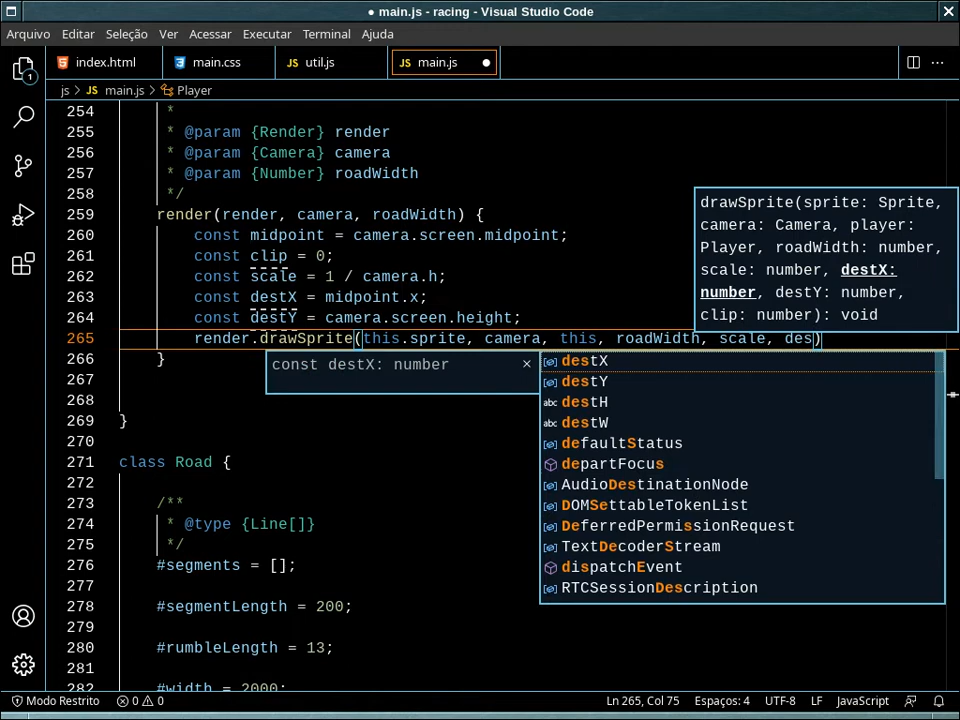 ● main.js - racing - Visual Studio Code
Arquivo Editar Seleção Ver Acessar Executar Terminal Ajuda
index.html
main.css
JS util.js
JS main.js ●
js > JS main.js > Player
1
254 *
255 * @param {Render} render
256 * @param {Camera} camera
257 * @param {Number} roadWidth
258 */
259 render(render, camera, roadWidth) {
260 const midpoint = camera.screen.midpoint;
261 const clip = 0;
262 const scale = 1 / camera.h;
263 const destX = midpoint.x;
264 const destY = camera.screen.height;
265 render.drawSprite(this.sprite, camera, this, roadWidth, scale, des)
266 }
267
268
269 }
270
271 class Road {
272
273 /**
274 * @type {Line[]}
275 */
276 #segments = [];
277
278 #segmentLength = 200;
279
280 #rumbleLength = 13;
281
282 #width = 2000;
drawSprite(sprite: Sprite,
camera: Camera, player:
Player, roadWidth: number,
scale: number, destX:
number, destY: number,
clip: number): void
const destX: number ×
destX
destY
abc destH
abc destW
defaultStatus
departFocus
AudioDestinationNode
DOMSettableTokenList
DeferredPermissionRequest
TextDecoderStream
dispatchEvent
RTCSessionDescription
Modo Restrito 0 0 Ln 265, Col 75 Espaços: 4 UTF-8 LF JavaScript